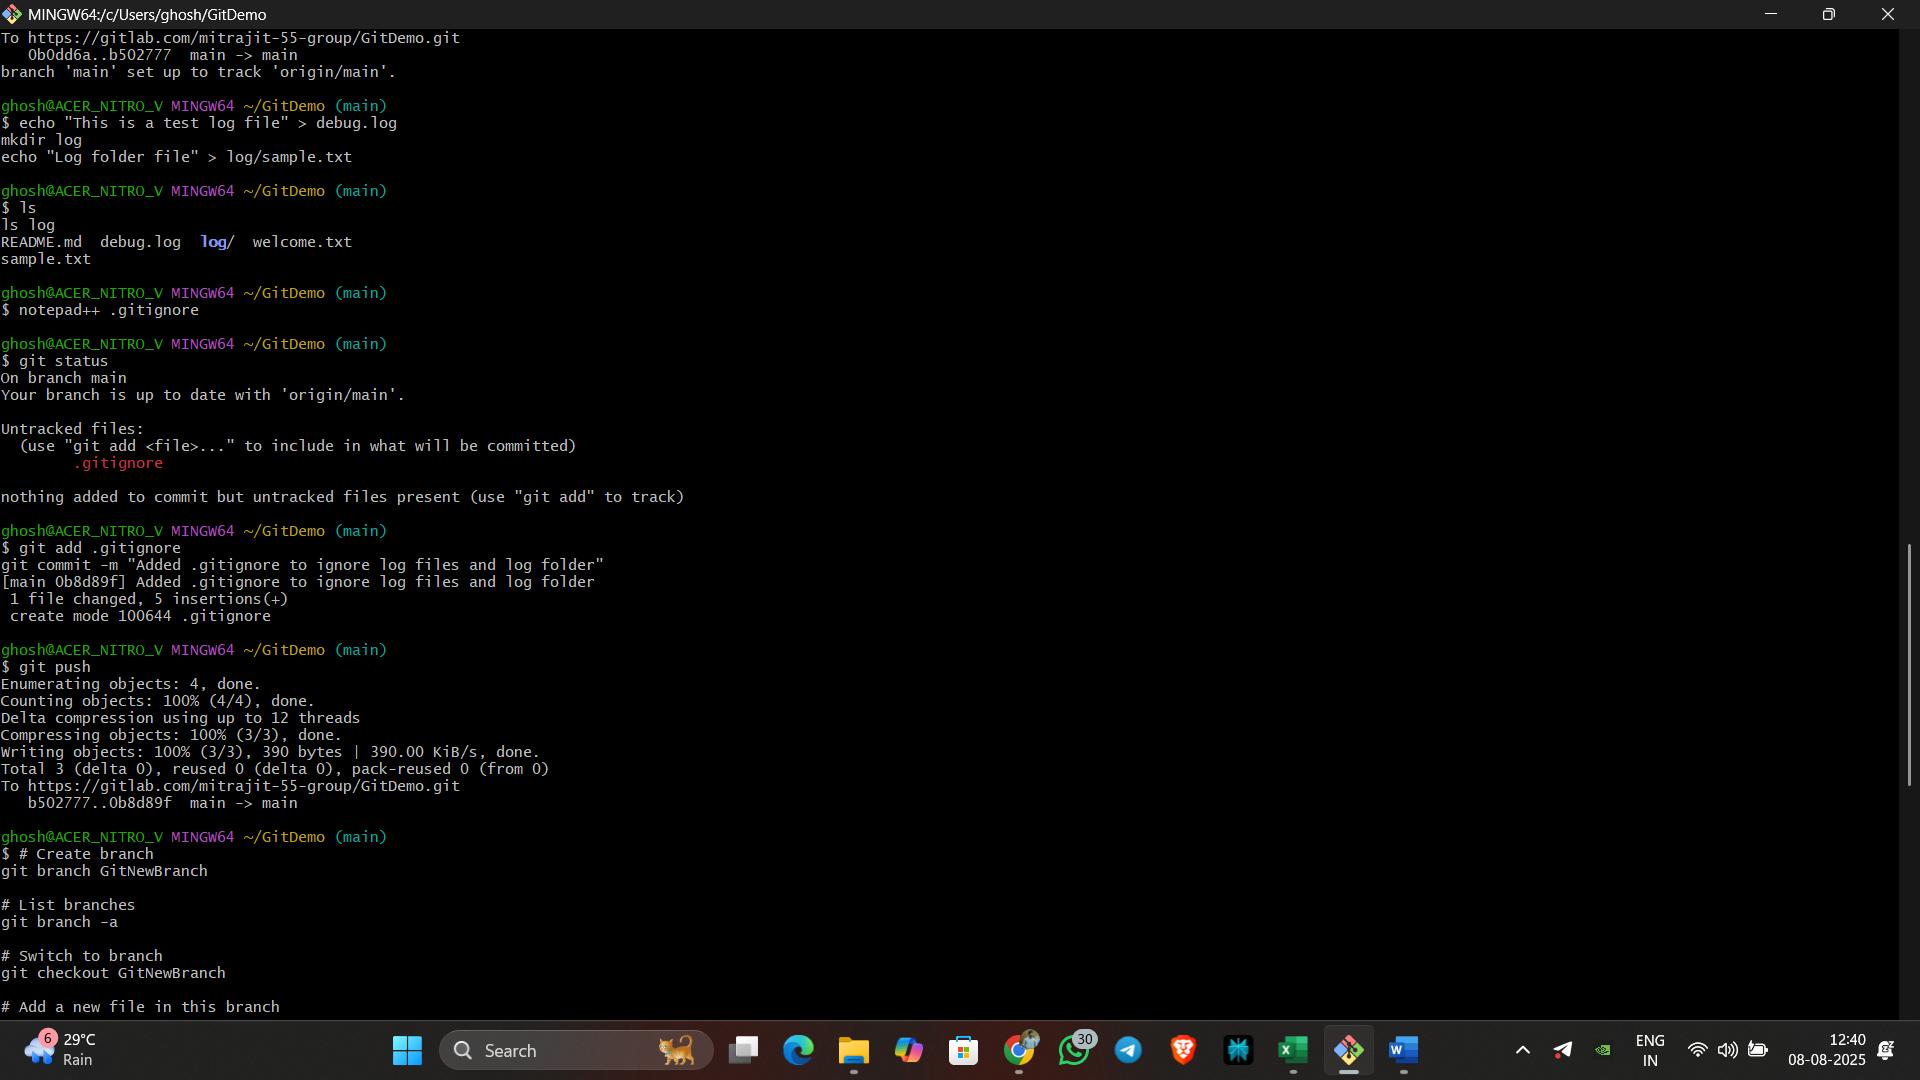 MINGW64:/c/Users/ghosh/GitDemo
To https://gitlab.com/mitrajit-55-group/GitDemo.git
   0b0dd6a..b502777  main -> main
branch 'main' set up to track 'origin/main'.
ghosh@ACER_NITRO_V MINGW64 ~/GitDemo (main)
$ echo "This is a test log file" > debug.log
mkdir log
echo "Log folder file" > log/sample.txt
ghosh@ACER_NITRO_V MINGW64 ~/GitDemo (main)
$ ls
ls log
README.md  debug.log  log/  welcome.txt
sample.txt
ghosh@ACER_NITRO_V MINGW64 ~/GitDemo (main)
$ notepad++ .gitignore
ghosh@ACER_NITRO_V MINGW64 ~/GitDemo (main)
$ git status
On branch main
Your branch is up to date with 'origin/main'.
Untracked files:
  (use "git add <file>..." to include in what will be committed)
        .gitignore
nothing added to commit but untracked files present (use "git add" to track)
ghosh@ACER_NITRO_V MINGW64 ~/GitDemo (main)
$ git add .gitignore
git commit -m "Added .gitignore to ignore log files and log folder"
[main 0b8d89f] Added .gitignore to ignore log files and log folder
 1 file changed, 5 insertions(+)
 create mode 100644 .gitignore
ghosh@ACER_NITRO_V MINGW64 ~/GitDemo (main)
$ git push
Enumerating objects: 4, done.
Counting objects: 100% (4/4), done.
Delta compression using up to 12 threads
Compressing objects: 100% (3/3), done.
Writing objects: 100% (3/3), 390 bytes | 390.00 KiB/s, done.
Total 3 (delta 0), reused 0 (delta 0), pack-reused 0 (from 0)
To https://gitlab.com/mitrajit-55-group/GitDemo.git
   b502777..0b8d89f  main -> main
ghosh@ACER_NITRO_V MINGW64 ~/GitDemo (main)
$ # Create branch
git branch GitNewBranch
# List branches
git branch -a
# Switch to branch
git checkout GitNewBranch
# Add a new file in this branch
6
29°C
Rain
Search
30
ENG
IN
12:40
08-08-2025